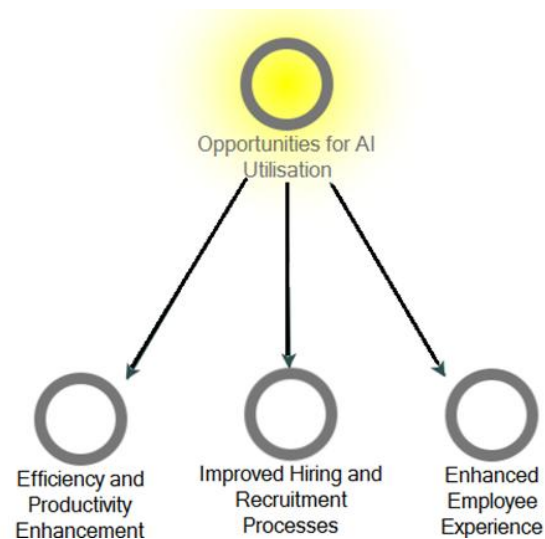 Opportunities for AI
Utilisation
Efficiency and
Productivity
Enhancement
Improved Hiring and
Recruitment
Processes
Enhanced
Employee
Experience